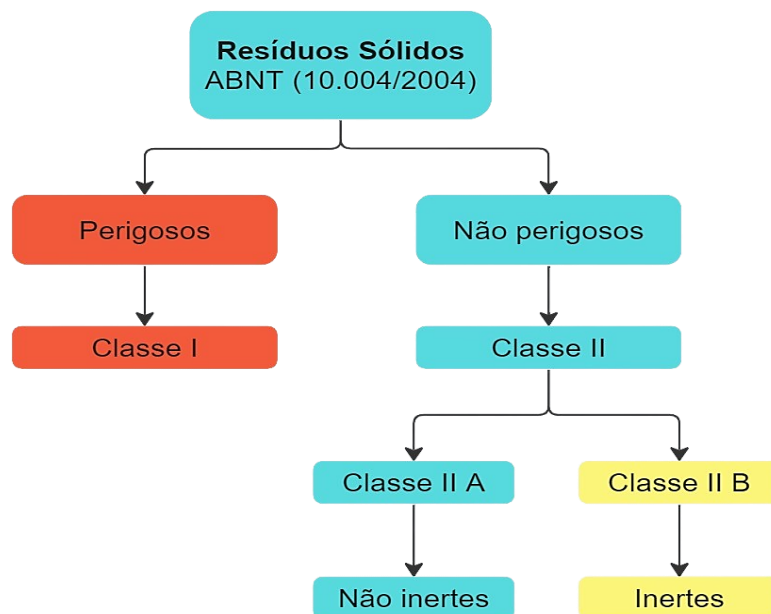 Resíduos Sólidos
ABNT (10.004/2004)
Perigosos
Não perigosos
Classe I
Classe II
Classe II A
Classe II B
Não inertes
Inertes